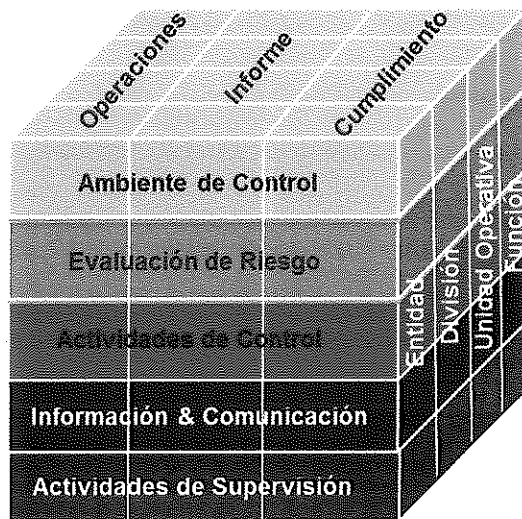 Operaciones
Informe
Cumplimiento
Ambiente de Control
Evaluación de Riesgo
Actividades de Control
Información & Comunicación
Actividades de Supervisión
Entidad
División
Unidad Operativa
Función